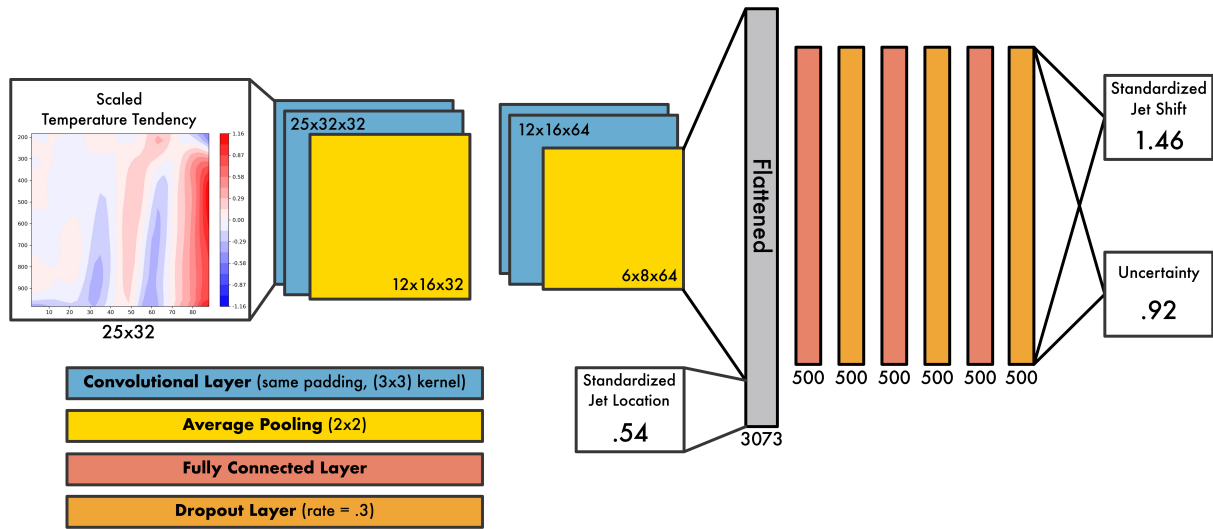 Scaled
Temperature Tendency
200
300
400
500
600
700
800
900
10 20 30 40 50 60 70 80
1.16
0.87
0.58
0.29
0.00
-0.29
-0.58
-0.87
-1.16
25x32
25x32x32
12x16x32
12x16x64
6x8x64
Flattened
3073
Standardized
Jet Location
.54
500 500 500 500 500 500
Standardized
Jet Shift
1.46
Uncertainty
.92
Convolutional Layer (same padding, (3x3) kernel)
Average Pooling (2x2)
Fully Connected Layer
Dropout Layer (rate = .3)